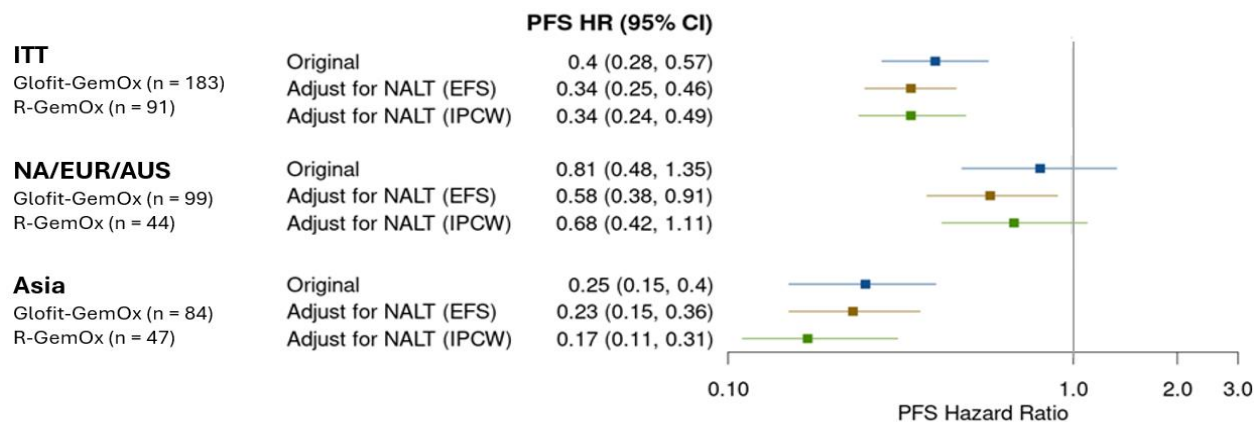 PFS HR (95% CI)
ITT
Glofit-GemOx (n = 183)
R-GemOx (n = 91)
Original 0.4 (0.28, 0.57)
Adjust for NALT (EFS) 0.34 (0.25, 0.46)
Adjust for NALT (IPCW) 0.34 (0.24, 0.49)
NA/EUR/AUS
Glofit-GemOx (n = 99)
R-GemOx (n = 44)
Original 0.81 (0.48, 1.35)
Adjust for NALT (EFS) 0.58 (0.38, 0.91)
Adjust for NALT (IPCW) 0.68 (0.42, 1.11)
Asia
Glofit-GemOx (n = 84)
R-GemOx (n = 47)
Original 0.25 (0.15, 0.4)
Adjust for NALT (EFS) 0.23 (0.15, 0.36)
Adjust for NALT (IPCW) 0.17 (0.11, 0.31)
0.10 1.0 2.0 3.0
PFS Hazard Ratio